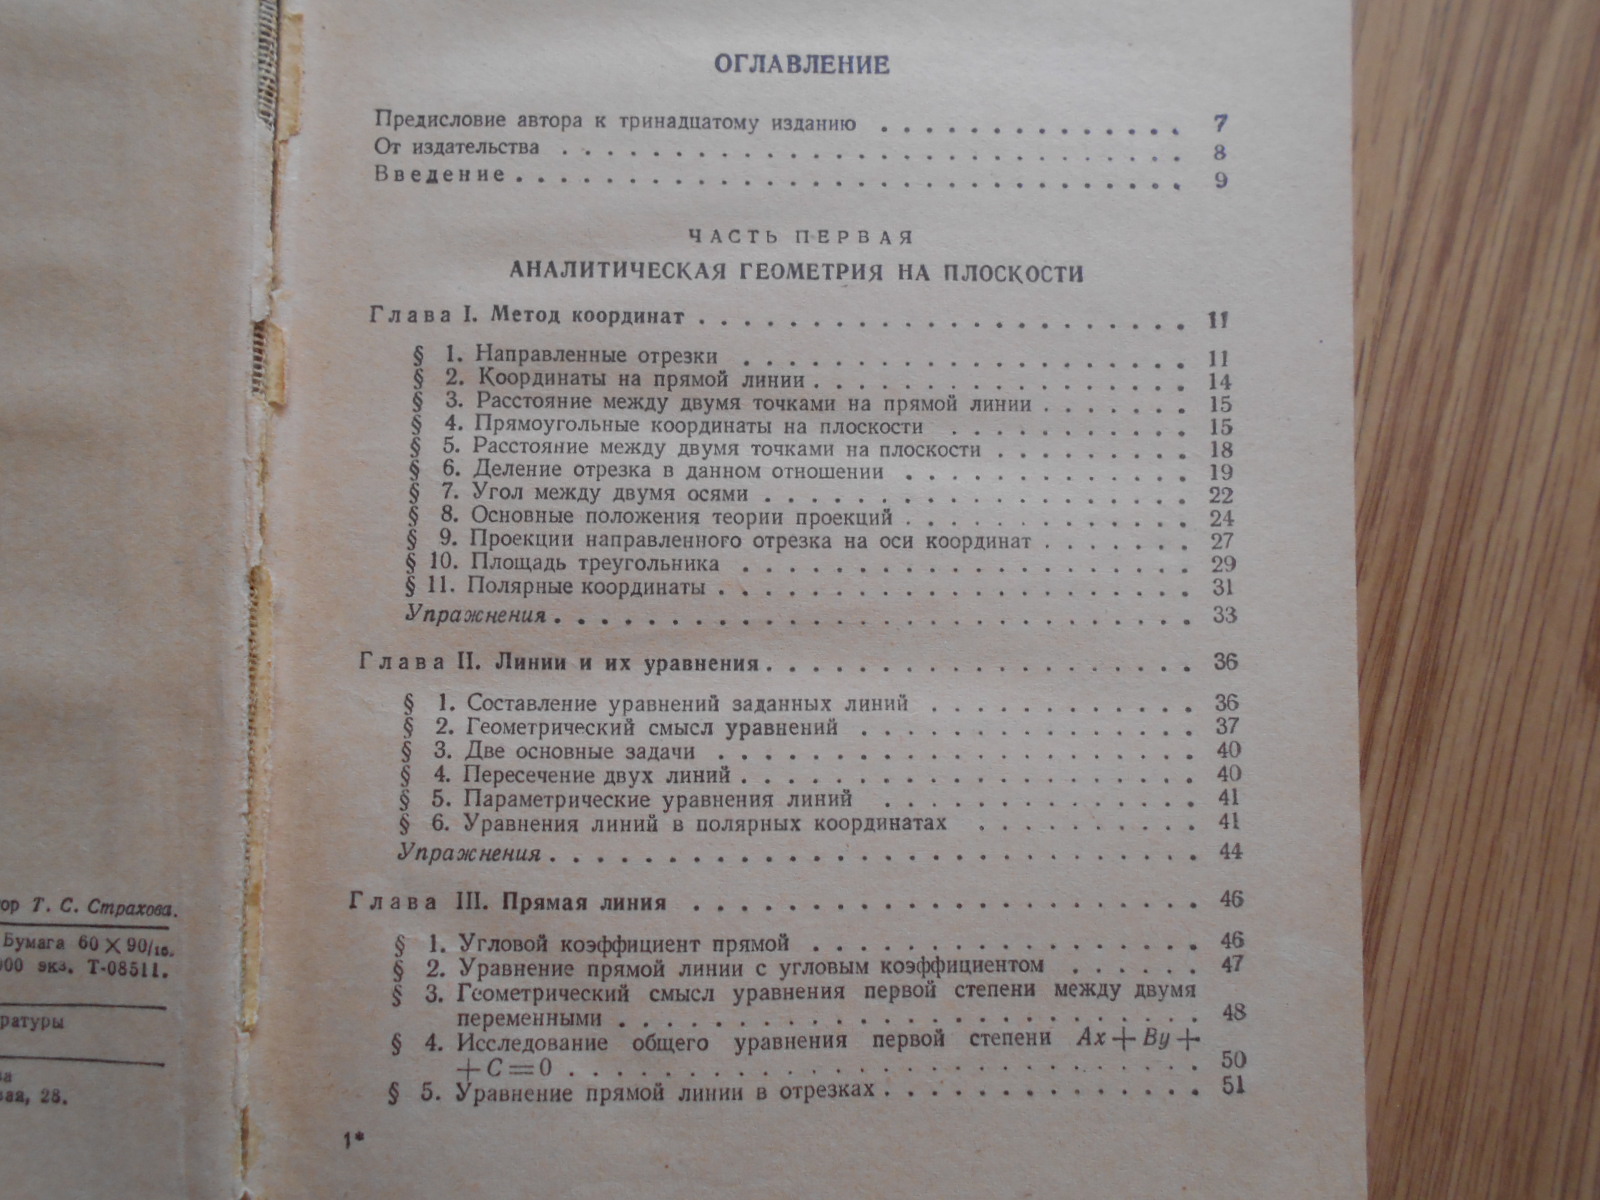 ОГЛАВЛЕНИЕ
Предисловие автора к тринадцатому изданию . . . . . . . . . . . . . . 7
От издательства . . . . . . . . . . . . . . . . . . . . . . 8
Введение . . . . . . . . . . . . . . . . . . . . . . . . 9
ЧАСТЬ ПЕРВАЯ
АНАЛИТИЧЕСКАЯ ГЕОМЕТРИЯ НА ПЛОСКОСТИ
Глава I. Метод координат . . . . . . . . . . . . . . . . . . 11
§ 1. Направленные отрезки . . . . . . . . . . . . . . . . 11
§ 2. Координаты на прямой линии . . . . . . . . . . . . . . 14
§ 3. Расстояние между двумя точками на прямой линии . . . . . . . 15
§ 4. Прямоугольные координаты на плоскости . . . . . . . . . . . 15
§ 5. Расстояние между двумя точками на плоскости . . . . . . . . . 18
§ 6. Деление отрезка в данном отношении . . . . . . . . . . . . 19
§ 7. Угол между двумя осями . . . . . . . . . . . . . . . . 22
§ 8. Основные положения теории проекций . . . . . . . . . . . . 24
§ 9. Проекции направленного отрезка на оси координат . . . . . . . 27
§ 10. Площадь треугольника . . . . . . . . . . . . . . . . 29
§ 11. Полярные координаты . . . . . . . . . . . . . . . . . 31
Упражнения . . . . . . . . . . . . . . . . . . . . . . . 33
Глава II. Линии и их уравнения . . . . . . . . . . . . . . . . 36
§ 1. Составление уравнений заданных линий . . . . . . . . . . . 36
§ 2. Геометрический смысл уравнений . . . . . . . . . . . . . 37
§ 3. Две основные задачи . . . . . . . . . . . . . . . . . 40
§ 4. Пересечение двух линий . . . . . . . . . . . . . . . . 40
§ 5. Параметрические уравнения линий . . . . . . . . . . . . . 41
§ 6. Уравнения линий в полярных координатах . . . . . . . . . . 41
Упражнения . . . . . . . . . . . . . . . . . . . . . . . 44
Глава III. Прямая линия . . . . . . . . . . . . . . . . . . . 46
§ 1. Угловой коэффициент прямой . . . . . . . . . . . . . . 46
§ 2. Уравнение прямой линии с угловым коэффициентом . . . . . . 47
§ 3. Геометрический смысл уравнения первой степени между двумя
переменными . . . . . . . . . . . . . . . . . . . . . 48
§ 4. Исследование общего уравнения первой степени Ax + By +
+ C = 0 . . . . . . . . . . . . . . . . . . . . . . . 50
§ 5. Уравнение прямой линии в отрезках . . . . . . . . . . . . 51
1*
ор Т. С. Страхова.
Бумага 60 × 90/16.
000 экз. Т-08511.
ратуры
ва
вая, 28.